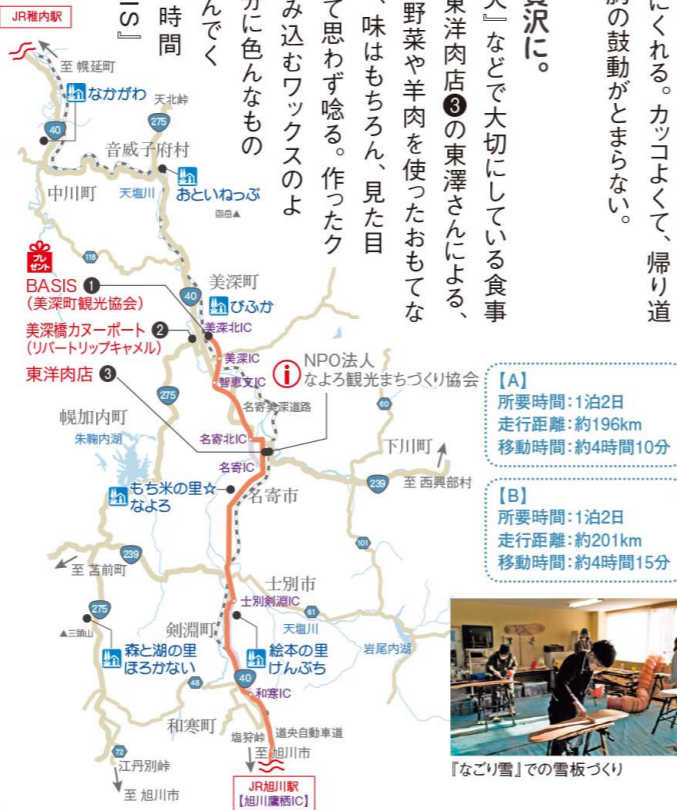 にくれる。カッコよくて、帰り道
胸の鼓動がとまらない。
贅沢に。
』などで大切にしている食事
東洋肉店❸の東澤さんによる、
野菜や羊肉を使ったおもてな
、味はもちろん、見た目
て思わず唸る。作ったク
み込むワックスのよ
分に色んなもの
んでく
時間
IS』
JR稚内駅
至 幌延町
なかがわ
天北峠
40
275
音威子府村
中川町
天塩川
おといねっぷ
函岳▲
118
プレゼント
BASIS ❶
(美深町観光協会)
美深橋カヌーポート ❷
(リバートリップキャメル)
東洋肉店 ❸
40
美深町
びふか
美深北IC
美深IC
智恵文IC
名寄美深道路
NPO法人
なよろ観光まちづくり協会
275
幌加内町
朱鞠内湖
名寄北IC
名寄IC
60
下川町
239
至 西興部村
もち米の里☆
なよろ
名寄市
101
239
至 苫前町
士別市
士別剣淵IC
61
275
▲三頭山
剣淵町
天塩川
岩尾内湖
森と湖の里
ほろかない
絵本の里
けんぶち
48
40
和寒IC
和寒町
塩狩峠
道央自動車道
至 旭川市
72
江丹別峠
至 旭川市
JR旭川駅
【旭川鷹栖IC】
【A】
所要時間:1泊2日
走行距離:約196km
移動時間:約4時間10分
【B】
所要時間:1泊2日
走行距離:約201km
移動時間:約4時間15分
『なごり雪』での雪板づくり